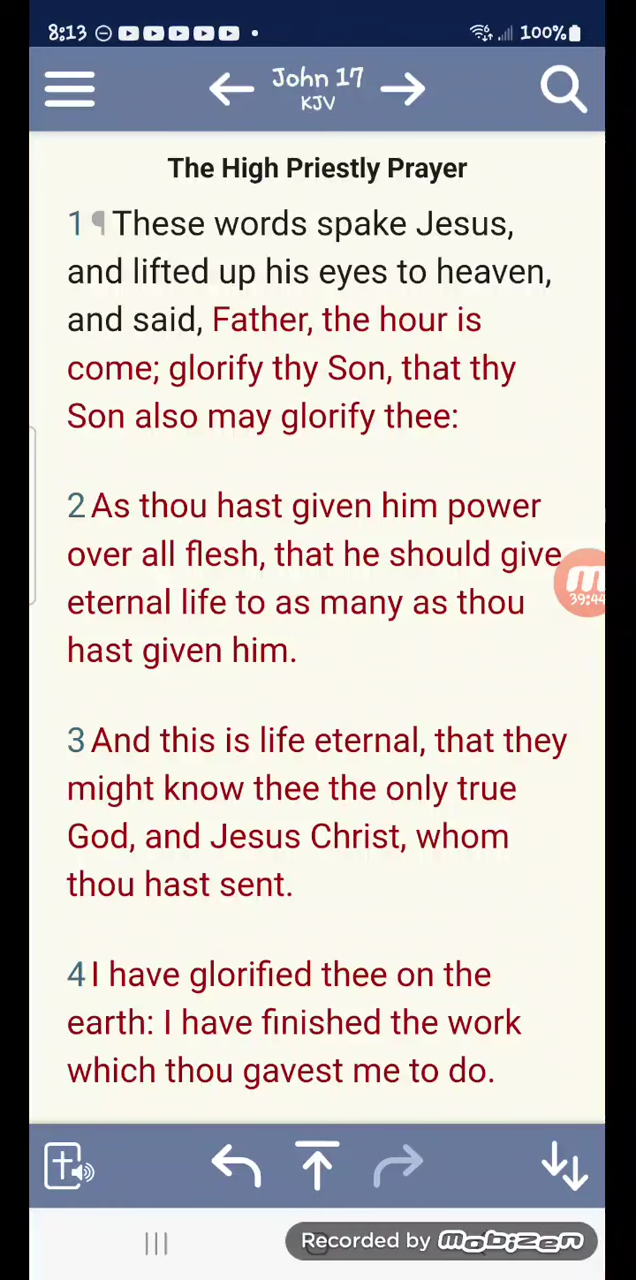 8:13 100%
John 17
KJV
The High Priestly Prayer
1 ¶ These words spake Jesus,
and lifted up his eyes to heaven,
and said, Father, the hour is
come; glorify thy Son, that thy
Son also may glorify thee:
2 As thou hast given him power
over all flesh, that he should give
eternal life to as many as thou
hast given him.
39:44
3 And this is life eternal, that they
might know thee the only true
God, and Jesus Christ, whom
thou hast sent.
4 I have glorified thee on the
earth: I have finished the work
which thou gavest me to do.
Recorded by mobizen